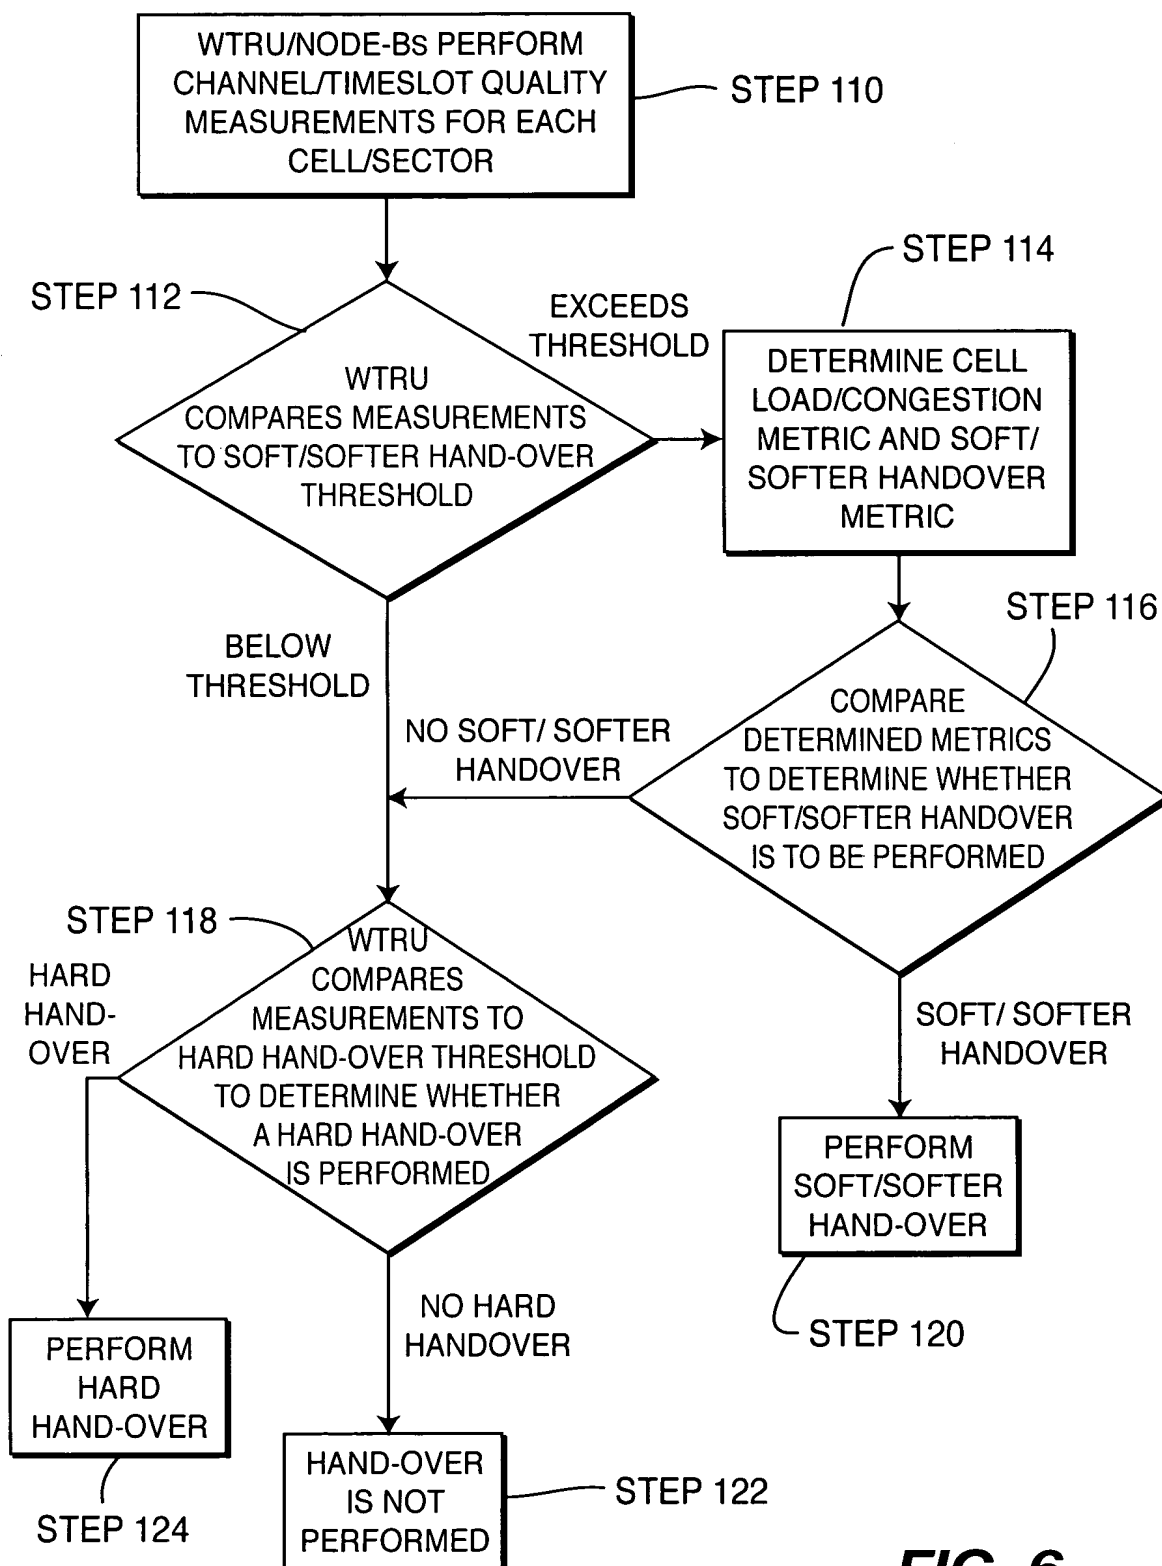 WTRU/NODE-Bs PERFORM
CHANNEL/TIMESLOT QUALITY
MEASUREMENTS FOR EACH
CELL/SECTOR
STEP 110
STEP 112
WTRU
COMPARES MEASUREMENTS
TO SOFT/SOFTER HAND-OVER
THRESHOLD
EXCEEDS
THRESHOLD
STEP 114
DETERMINE CELL
LOAD/CONGESTION
METRIC AND SOFT/
SOFTER HANDOVER
METRIC
BELOW
THRESHOLD
STEP 116
COMPARE
DETERMINED METRICS
TO DETERMINE WHETHER
SOFT/SOFTER HANDOVER
IS TO BE PERFORMED
NO SOFT/ SOFTER
HANDOVER
STEP 118
WTRU
COMPARES
MEASUREMENTS TO
HARD HAND-OVER THRESHOLD
TO DETERMINE WHETHER
A HARD HAND-OVER
IS PERFORMED
HARD
HAND-
OVER
SOFT/ SOFTER
HANDOVER
PERFORM
SOFT/SOFTER
HAND-OVER
STEP 120
NO HARD
HANDOVER
PERFORM
HARD
HAND-OVER
STEP 124
HAND-OVER
IS NOT
PERFORMED
STEP 122
FIG. 6